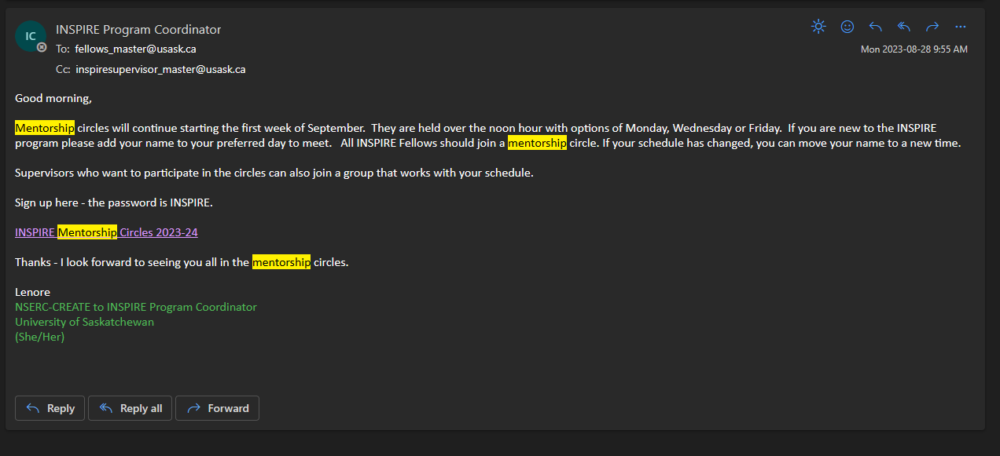 IC
INSPIRE Program Coordinator
To: fellows_master@usask.ca
Mon 2023-08-28 9:55 AM
Cc: inspiresupervisor_master@usask.ca
Good morning,
Mentorship circles will continue starting the first week of September.  They are held over the noon hour with options of Monday, Wednesday or Friday.  If you are new to the INSPIRE
program please add your name to your preferred day to meet.   All INSPIRE Fellows should join a mentorship circle. If your schedule has changed, you can move your name to a new time.
Supervisors who want to participate in the circles can also join a group that works with your schedule.
Sign up here - the password is INSPIRE.
INSPIRE Mentorship Circles 2023-24
Thanks - I look forward to seeing you all in the mentorship circles.
Lenore
NSERC-CREATE to INSPIRE Program Coordinator
University of Saskatchewan
(She/Her)
Reply
Reply all
Forward